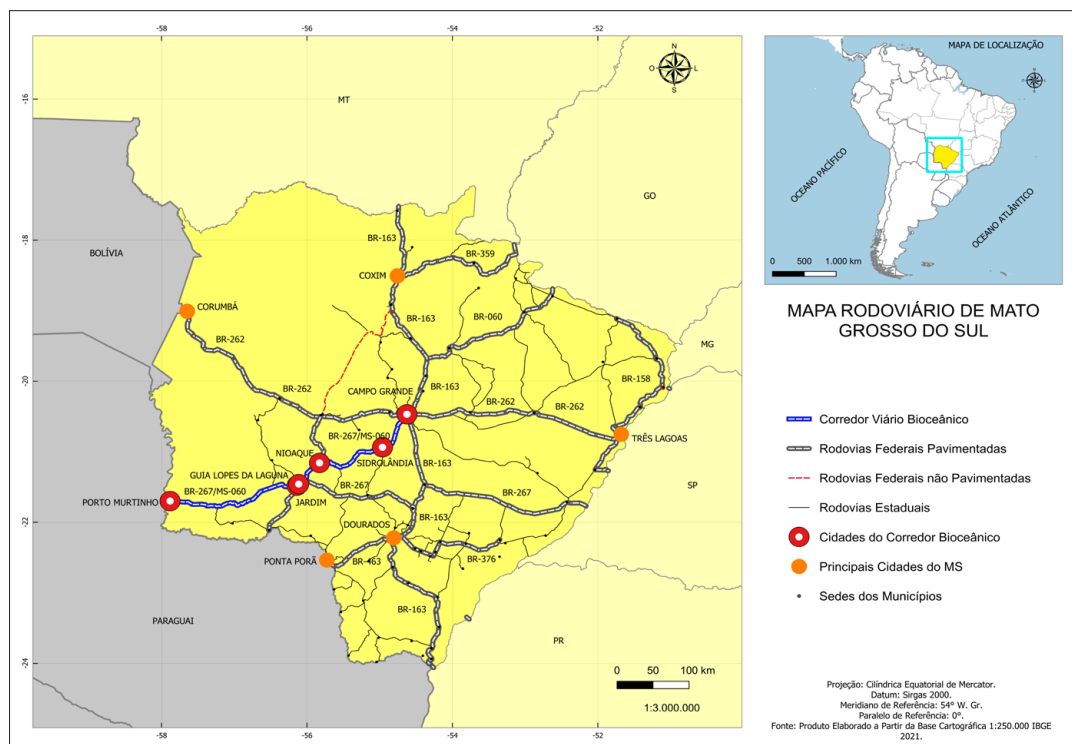 -58
-56
-54
-52
-16
-18
-20
-22
-24
-58
-56
-54
-52
N
O
L
S
MT
GO
MG
SP
PR
BOLÍVIA
PARAGUAI
BR-163
BR-359
COXIM
CORUMBÁ
BR-262
BR-163
BR-060
BR-262
CAMPO GRANDE
BR-163
BR-262
BR-262
BR-158
TRÊS LAGOAS
BR-267/MS-060
NIOAQUE
SIDROLÂNDIA
BR-163
GUIA LOPES DA LAGUNA
BR-267/MS-060
BR-267
BR-267
PORTO MURTINHO
JARDIM
DOURADOS
BR-163
PONTA PORÃ
BR-463
BR-376
BR-163
0 50 100 km
1:3.000.000
MAPA DE LOCALIZAÇÃO
OCEANO PACÍFICO
OCEANO ATLÂNTICO
0 500 1.000 km
MAPA RODOVIÁRIO DE MATO
GROSSO DO SUL
Corredor Viário Bioceânico
Rodovias Federais Pavimentadas
Rodovias Federais não Pavimentadas
Rodovias Estaduais
Cidades do Corredor Bioceânico
Principais Cidades do MS
Sedes dos Municípios
Projeção: Cilíndrica Equatorial de Mercator.
Datum: Sirgas 2000.
Meridiano de Referência: 54° W. Gr.
Paralelo de Referência: 0°.
Fonte: Produto Elaborado a Partir da Base Cartográfica 1:250.000 IBGE
2021.